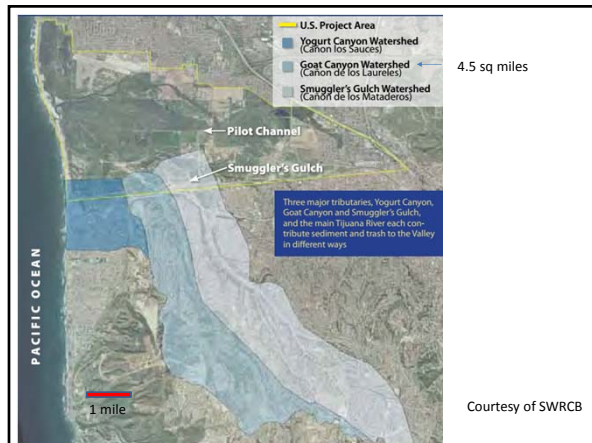 U.S. Project Area
Yogurt Canyon Watershed
(Cañon los Sauces)
Goat Canyon Watershed
(Cañon de los Laureles)
Smuggler's Gulch Watershed
(Cañon de los Mataderos)
4.5 sq miles
Pilot Channel
Smuggler's Gulch
Three major tributaries, Yogurt Canyon,
Goat Canyon and Smuggler's Gulch,
and the main Tijuana River each con-
tribute sediment and trash to the Valley
in different ways
PACIFIC OCEAN
1 mile
Courtesy of SWRCB